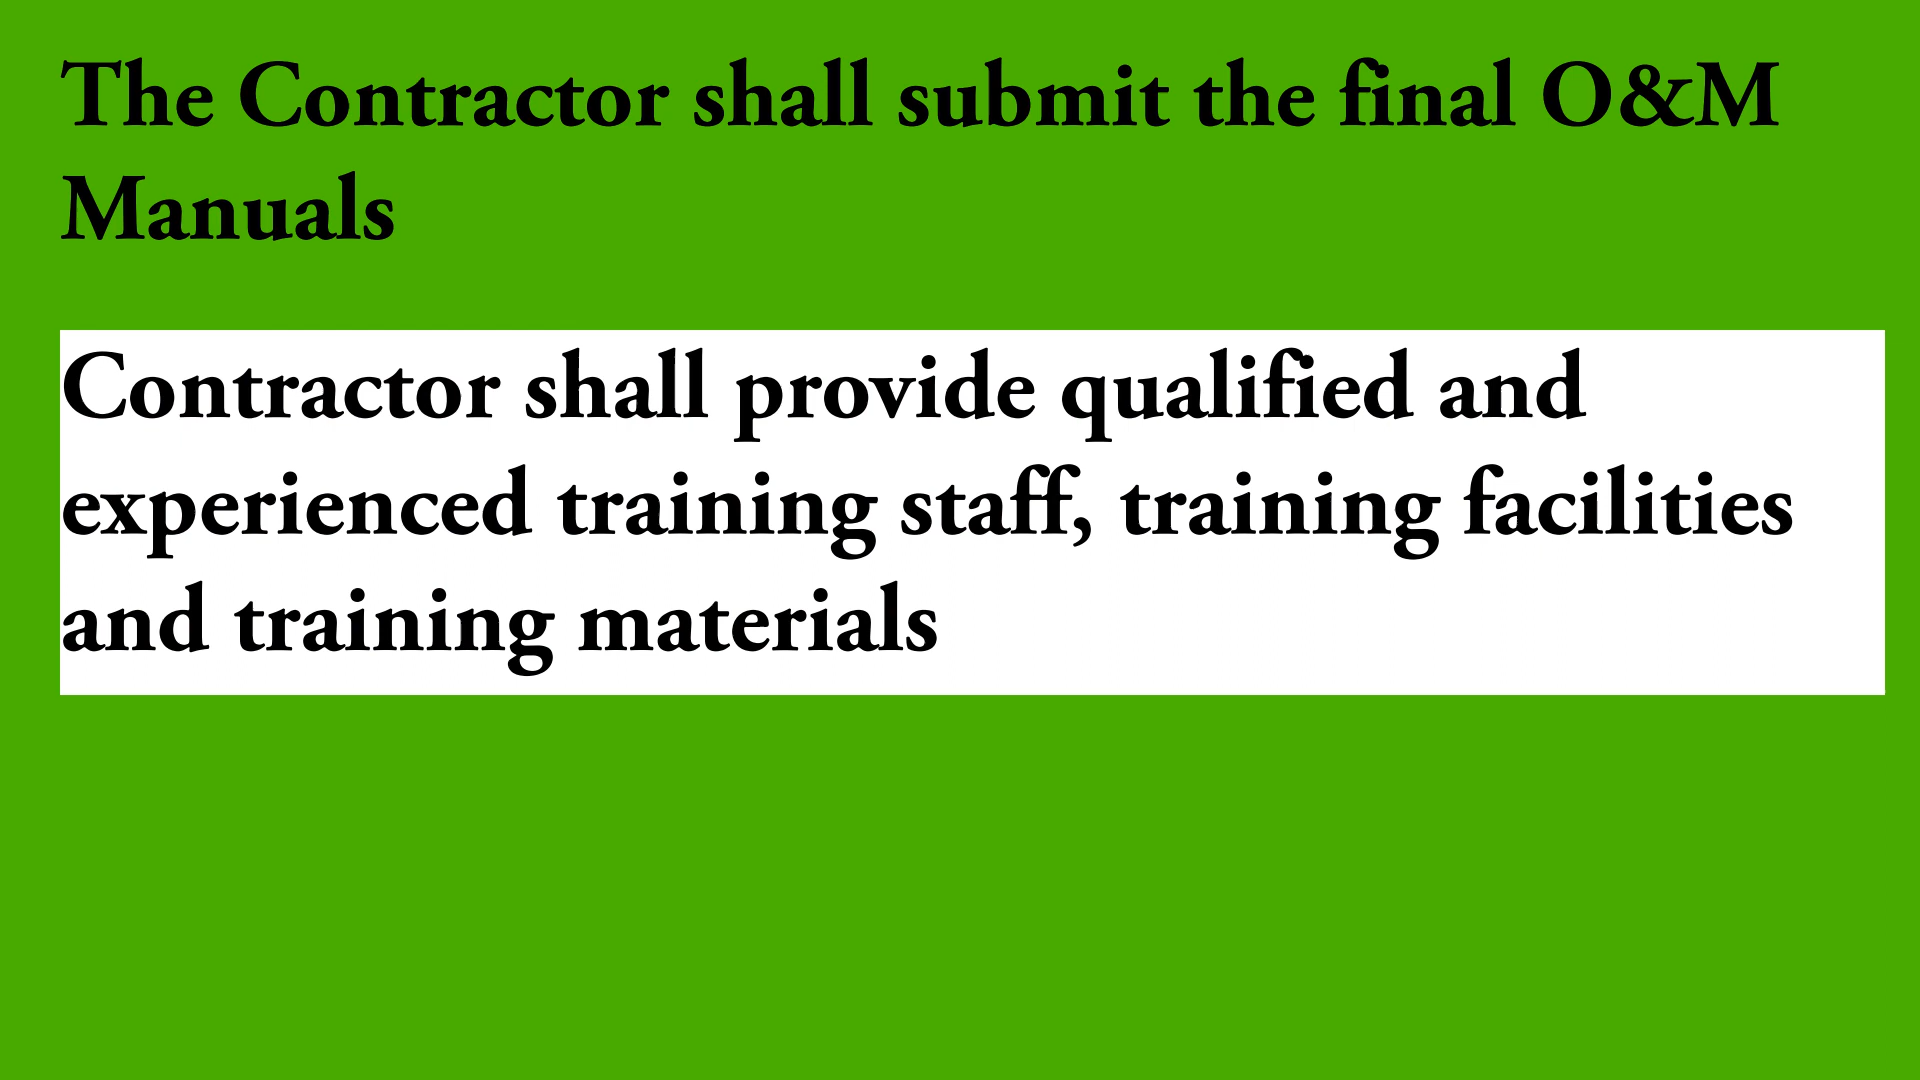 The Contractor shall submit the final O&M
Manuals
Contractor shall provide qualified and
experienced training staff, training facilities
and training materials